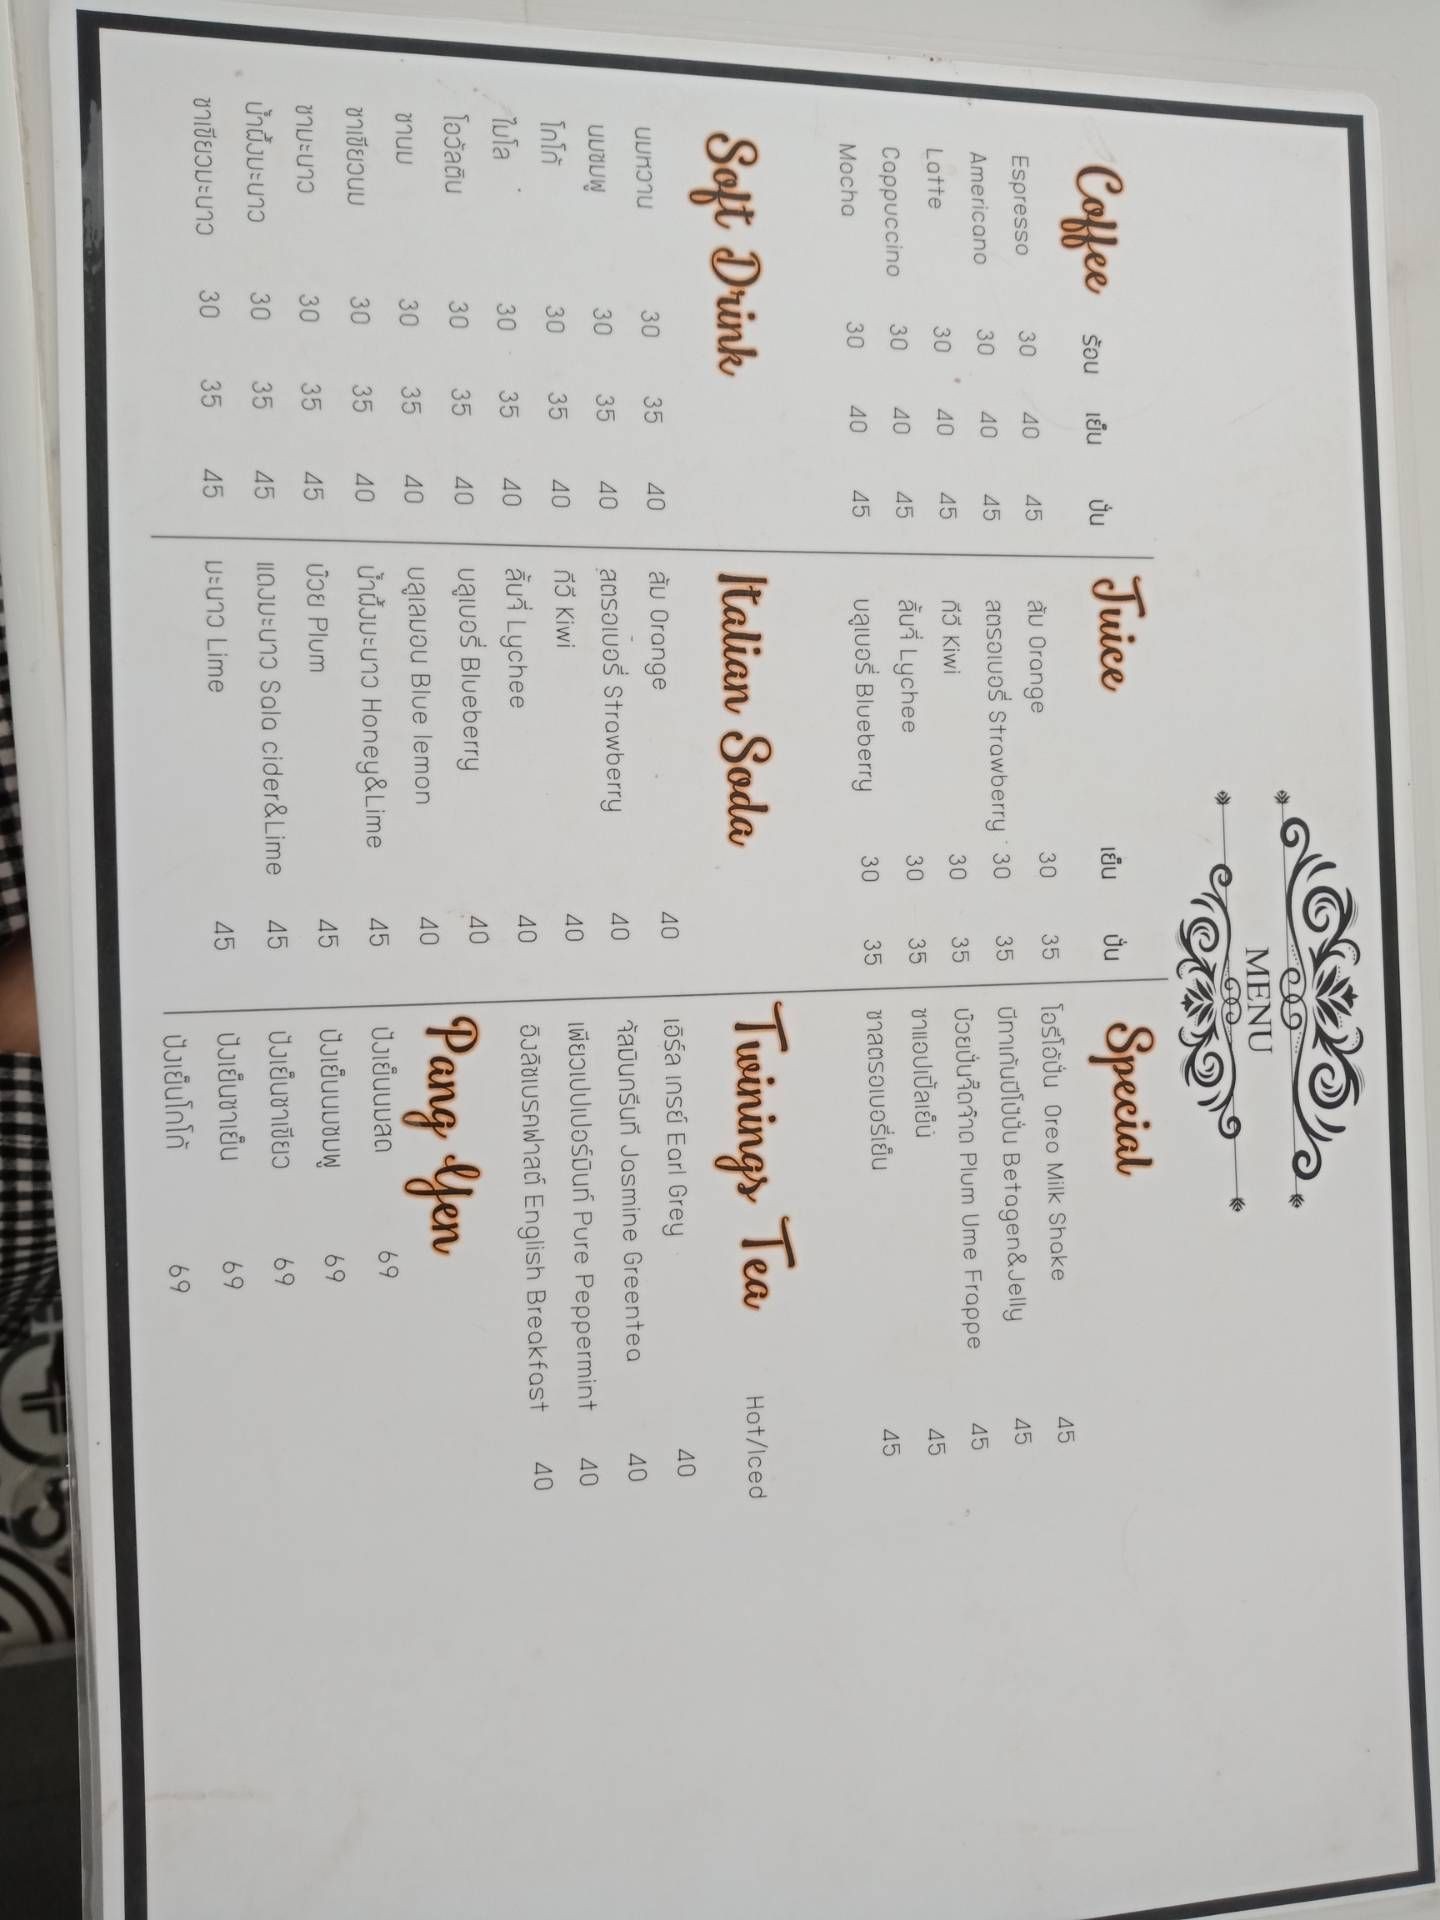 MENU
Coffee ร้อน เย็น ปั่น
Espresso 30 40 45
Americano 30 40 45
Latte 30 40 45
Cappuccino 30 40 45
Mocha 30 40 45
Soft Drink
นมหวาน 30 35 40
นมชมพู 30 35 40
โกโก้ 30 35 40
ไมโล 30 35 40
โอวัลติน 30 35 40
ชานม 30 35 40
ชาเขียวนม 30 35 40
ชามะนาว 30 35 45
น้ำผึ้งมะนาว 30 35 45
ชาเขียวมะนาว 30 35 45
Juice เย็น ปั่น
ส้ม Orange 30 35
สตรอเบอรี่ Strawberry 30 35
กีวี Kiwi 30 35
ลิ้นจี่ Lychee 30 35
บลูเบอรี่ Blueberry 30 35
Italian Soda
ส้ม Orange 40
สตรอเบอรี่ Strawberry 40
กีวี Kiwi 40
ลิ้นจี่ Lychee 40
บลูเบอรี่ Blueberry 40
บลูเลมอน Blue lemon 40
น้ำผึ้งมะนาว Honey&Lime 45
บ๊วย Plum 45
แดงมะนาว Sala cider&Lime 45
มะนาว Lime 45
Special
โอรีโอ้ปั่น Oreo Milk Shake 45
บีทาเก้นปีโป้ปั่น Betagen&Jelly 45
บ๊วยปั่นจี๊ดจ๊าด Plum Ume Frappe 45
ชาแอปเปิ้ลเย็น 45
ชาสตรอเบอรี่เย็น 45
Twinings Tea Hot/Iced
เอิร์ล เกรย์ Earl Grey 40
จัสมินกรีนที Jasmine Greentea 40
เพียวเปปเปอร์มินท์ Pure Peppermint 40
อิงลิชเบรคฟาสต์ English Breakfast 40
Pang Yen
ปังเย็นนมสด 69
ปังเย็นนมชมพู 69
ปังเย็นชาเขียว 69
ปังเย็นชาเย็น 69
ปังเย็นโกโก้ 69